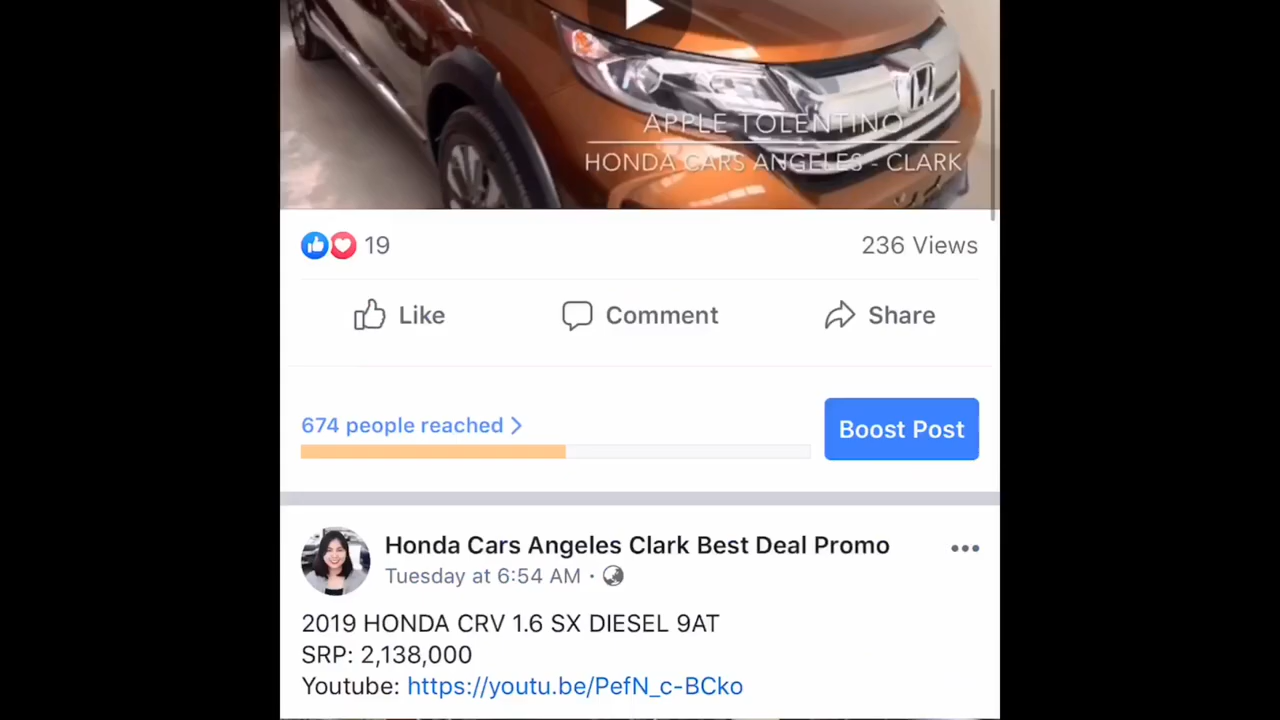 APPLE TOLENTINO
HONDA CARS ANGELES - CLARK
19
236 Views
Like
Comment
Share
674 people reached
Boost Post
Honda Cars Angeles Clark Best Deal Promo
Tuesday at 6:54 AM ·
2019 HONDA CRV 1.6 SX DIESEL 9AT
SRP: 2,138,000
Youtube: https://youtu.be/PefN_c-BCko